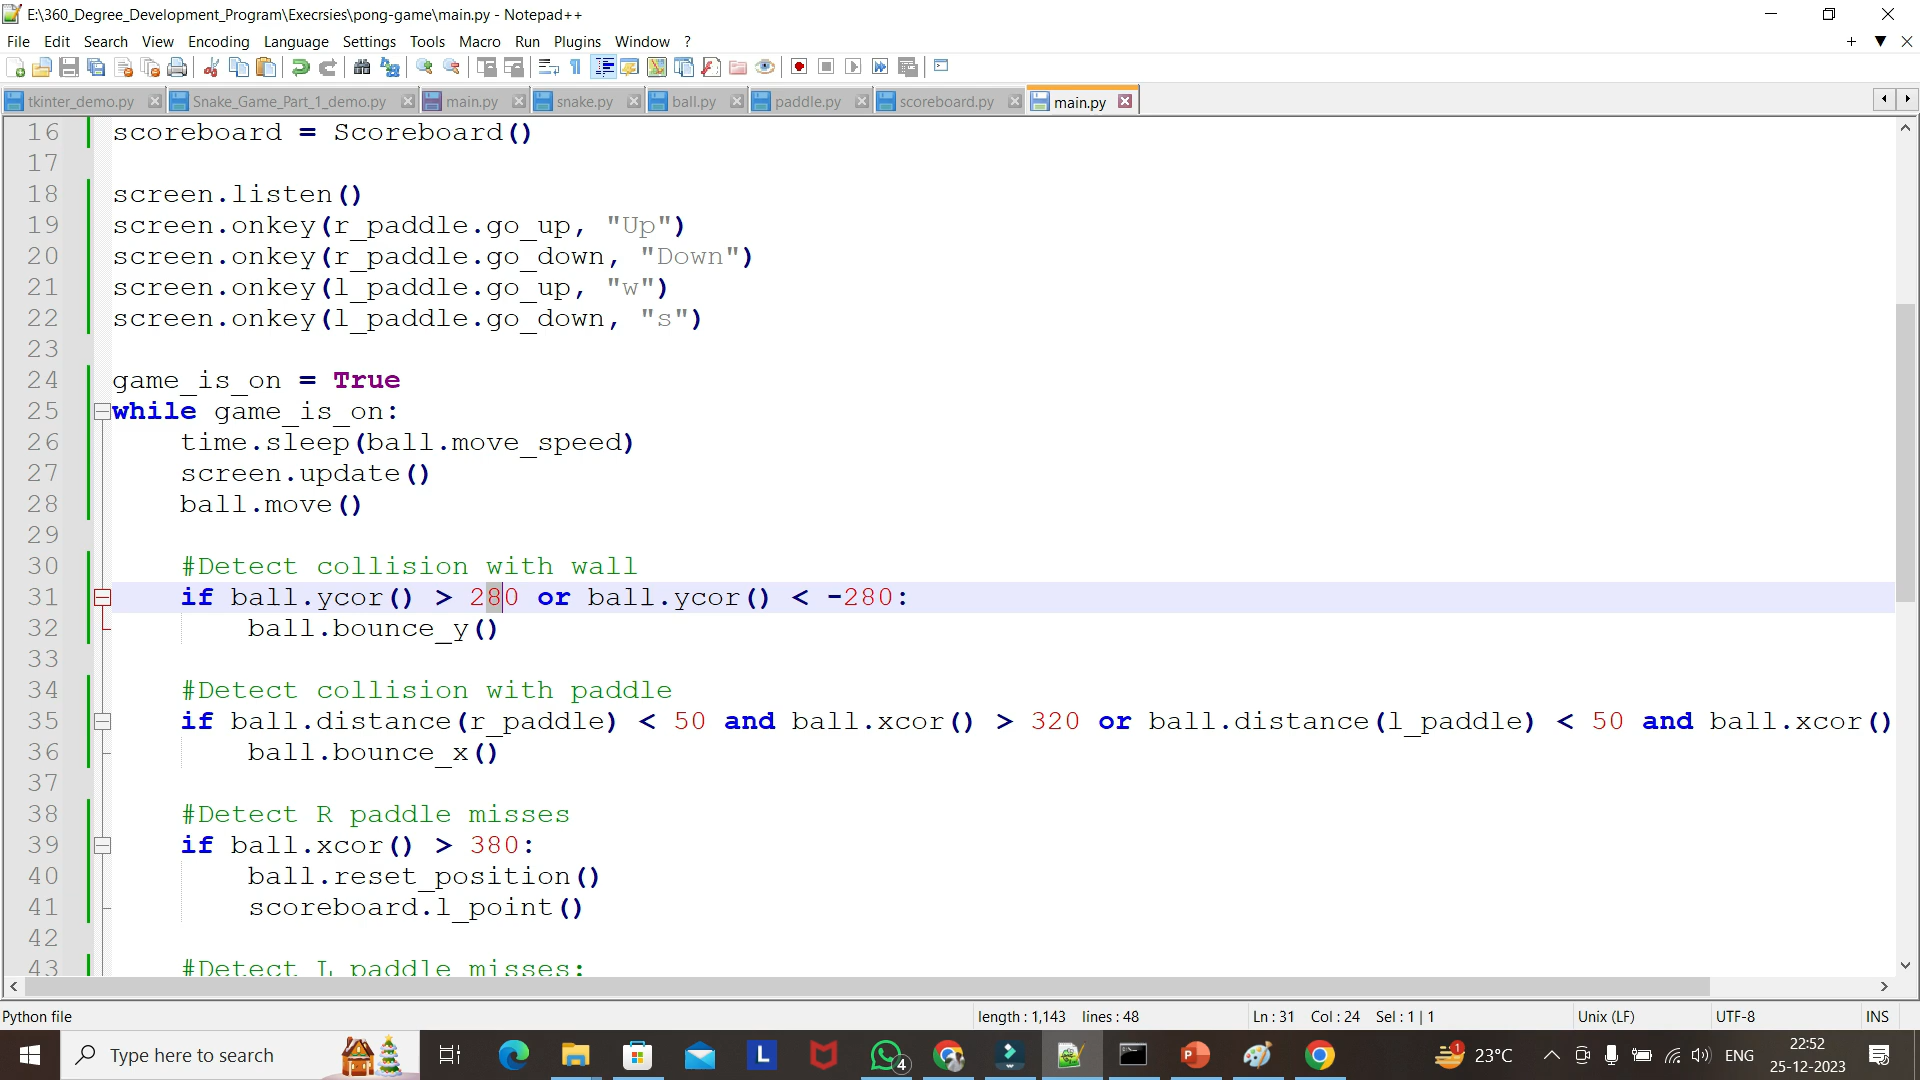 E:\360_Degree_Development_Program\Execrsies\pong-game\main.py - Notepad++
File Edit Search View Encoding Language Settings Tools Macro Run Plugins Window ?
tkinter_demo.py Snake_Game_Part_1_demo.py main.py snake.py ball.py paddle.py scoreboard.py main.py
16 scoreboard = Scoreboard()
17
18 screen.listen()
19 screen.onkey(r_paddle.go_up, "Up")
20 screen.onkey(r_paddle.go_down, "Down")
21 screen.onkey(l_paddle.go_up, "w")
22 screen.onkey(l_paddle.go_down, "s")
23
24 game_is_on = True
25 while game_is_on:
26 time.sleep(ball.move_speed)
27 screen.update()
28 ball.move()
29
30 #Detect collision with wall
31 if ball.ycor() > 280 or ball.ycor() < -280:
32 ball.bounce_y()
33
34 #Detect collision with paddle
35 if ball.distance(r_paddle) < 50 and ball.xcor() > 320 or ball.distance(l_paddle) < 50 and ball.xcor()
36 ball.bounce_x()
37
38 #Detect R paddle misses
39 if ball.xcor() > 380:
40 ball.reset_position()
41 scoreboard.l_point()
42
43 #Detect L paddle misses:
Python file length : 1,143 lines : 48 Ln : 31 Col : 24 Sel : 1 | 1 Unix (LF) UTF-8 INS
Type here to search L 4 P 1 23°C ENG 22:52
25-12-2023